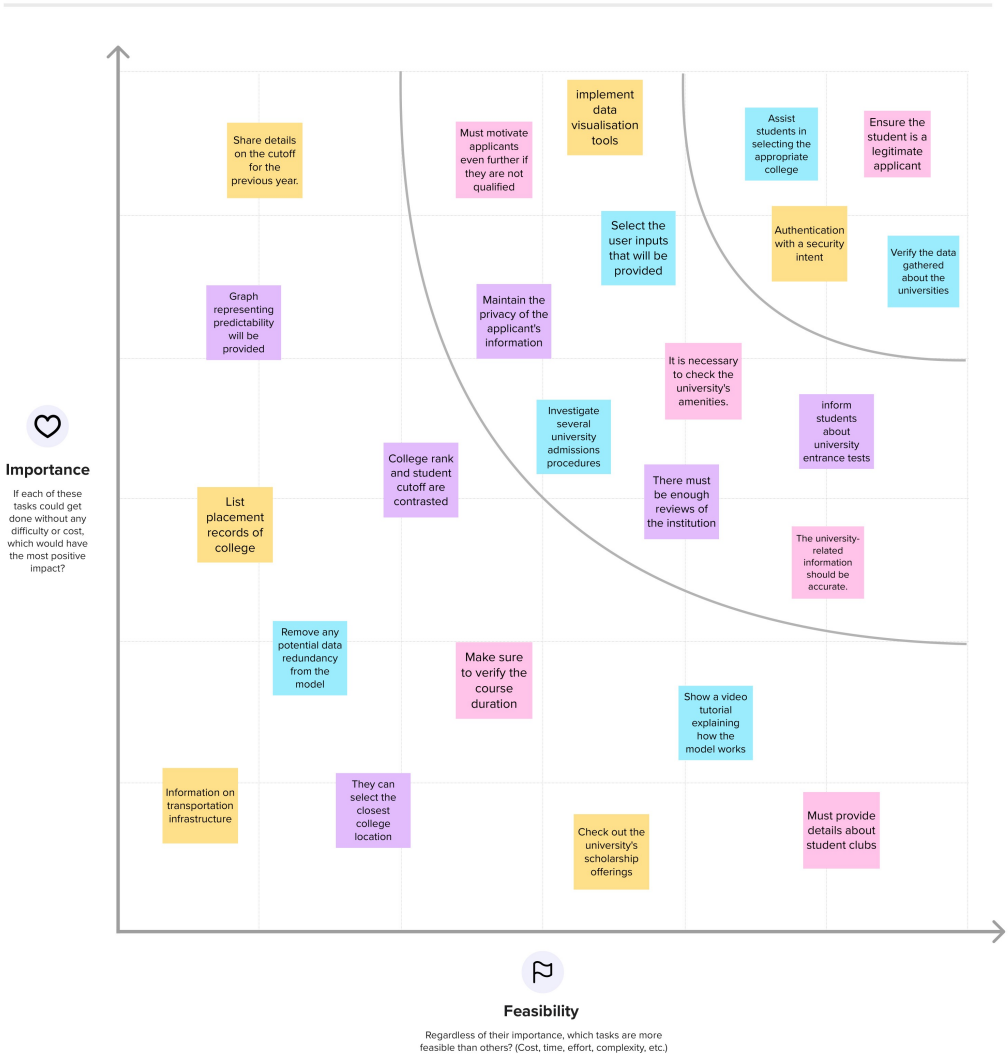 implement
data
visualisation
tools
Assist
students in
selecting the
appropriate
college
Ensure the
student is a
legitimate
applicant
Share details
on the cutoff
for the
previous year.
Must motivate
applicants
even further if
they are not
qualified
Select the
user inputs
that will be
provided
Authentication
with a security
intent
Verify the data
gathered
about the
universities
Graph
representing
predictability
will be
provided
Maintain the
privacy of the
applicant's
information
It is necessary
to check the
university's
amenities.
Investigate
several
university
admissions
procedures
inform
students
about
university
entrance tests
College rank
and student
cutoff are
contrasted
There must
be enough
reviews of
the institution
Importance
If each of these
tasks could get
done without any
difficulty or cost,
which would have
the most positive
impact?
List
placement
records of
college
The university-
related
information
should be
accurate.
Remove any
potential data
redundancy
from the
model
Make sure
to verify the
course
duration
Show a video
tutorial
explaining
how the
model works
Information on
transportation
infrastructure
They can
select the
closest
college
location
Check out the
university's
scholarship
offerings
Must provide
details about
student clubs
Feasibility
Regardless of their importance, which tasks are more
feasible than others? (Cost, time, effort, complexity, etc.)